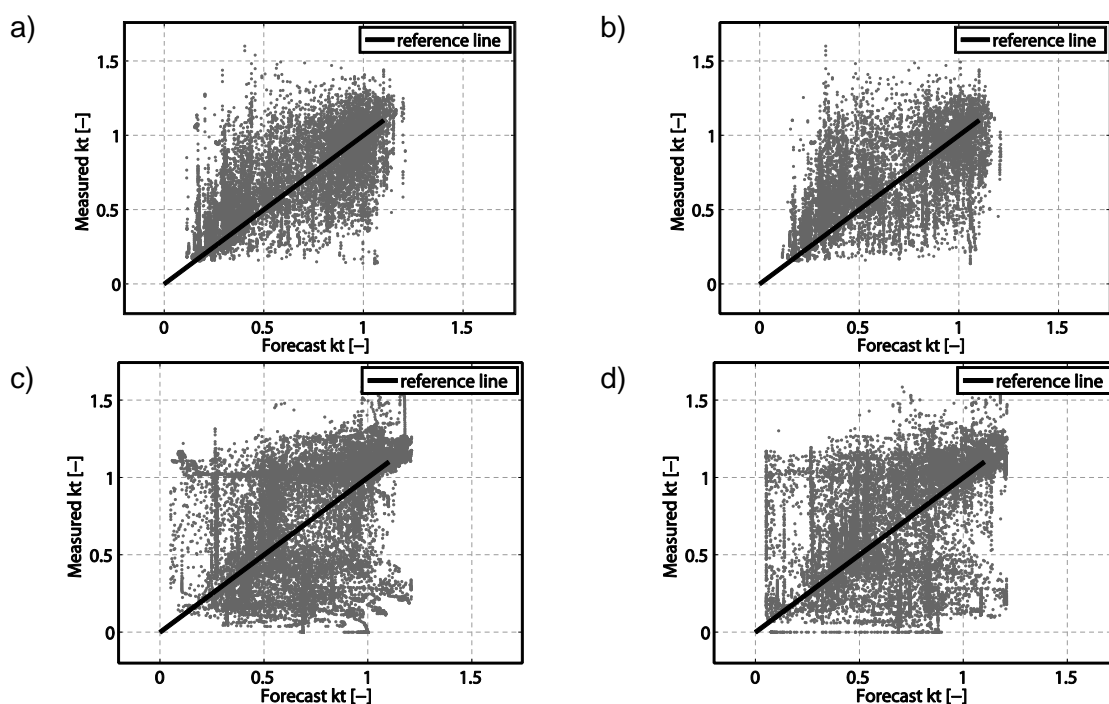 a)
reference line
1.5
1
0.5
0
Measured kt [–]
0 0.5 1 1.5
Forecast kt [–]
b)
reference line
1.5
1
0.5
0
Measured kt [–]
0 0.5 1 1.5
Forecast kt [–]
c)
reference line
1.5
1
0.5
0
Measured kt [–]
0 0.5 1 1.5
Forecast kt [–]
d)
reference line
1.5
1
0.5
0
Measured kt [–]
0 0.5 1 1.5
Forecast kt [–]